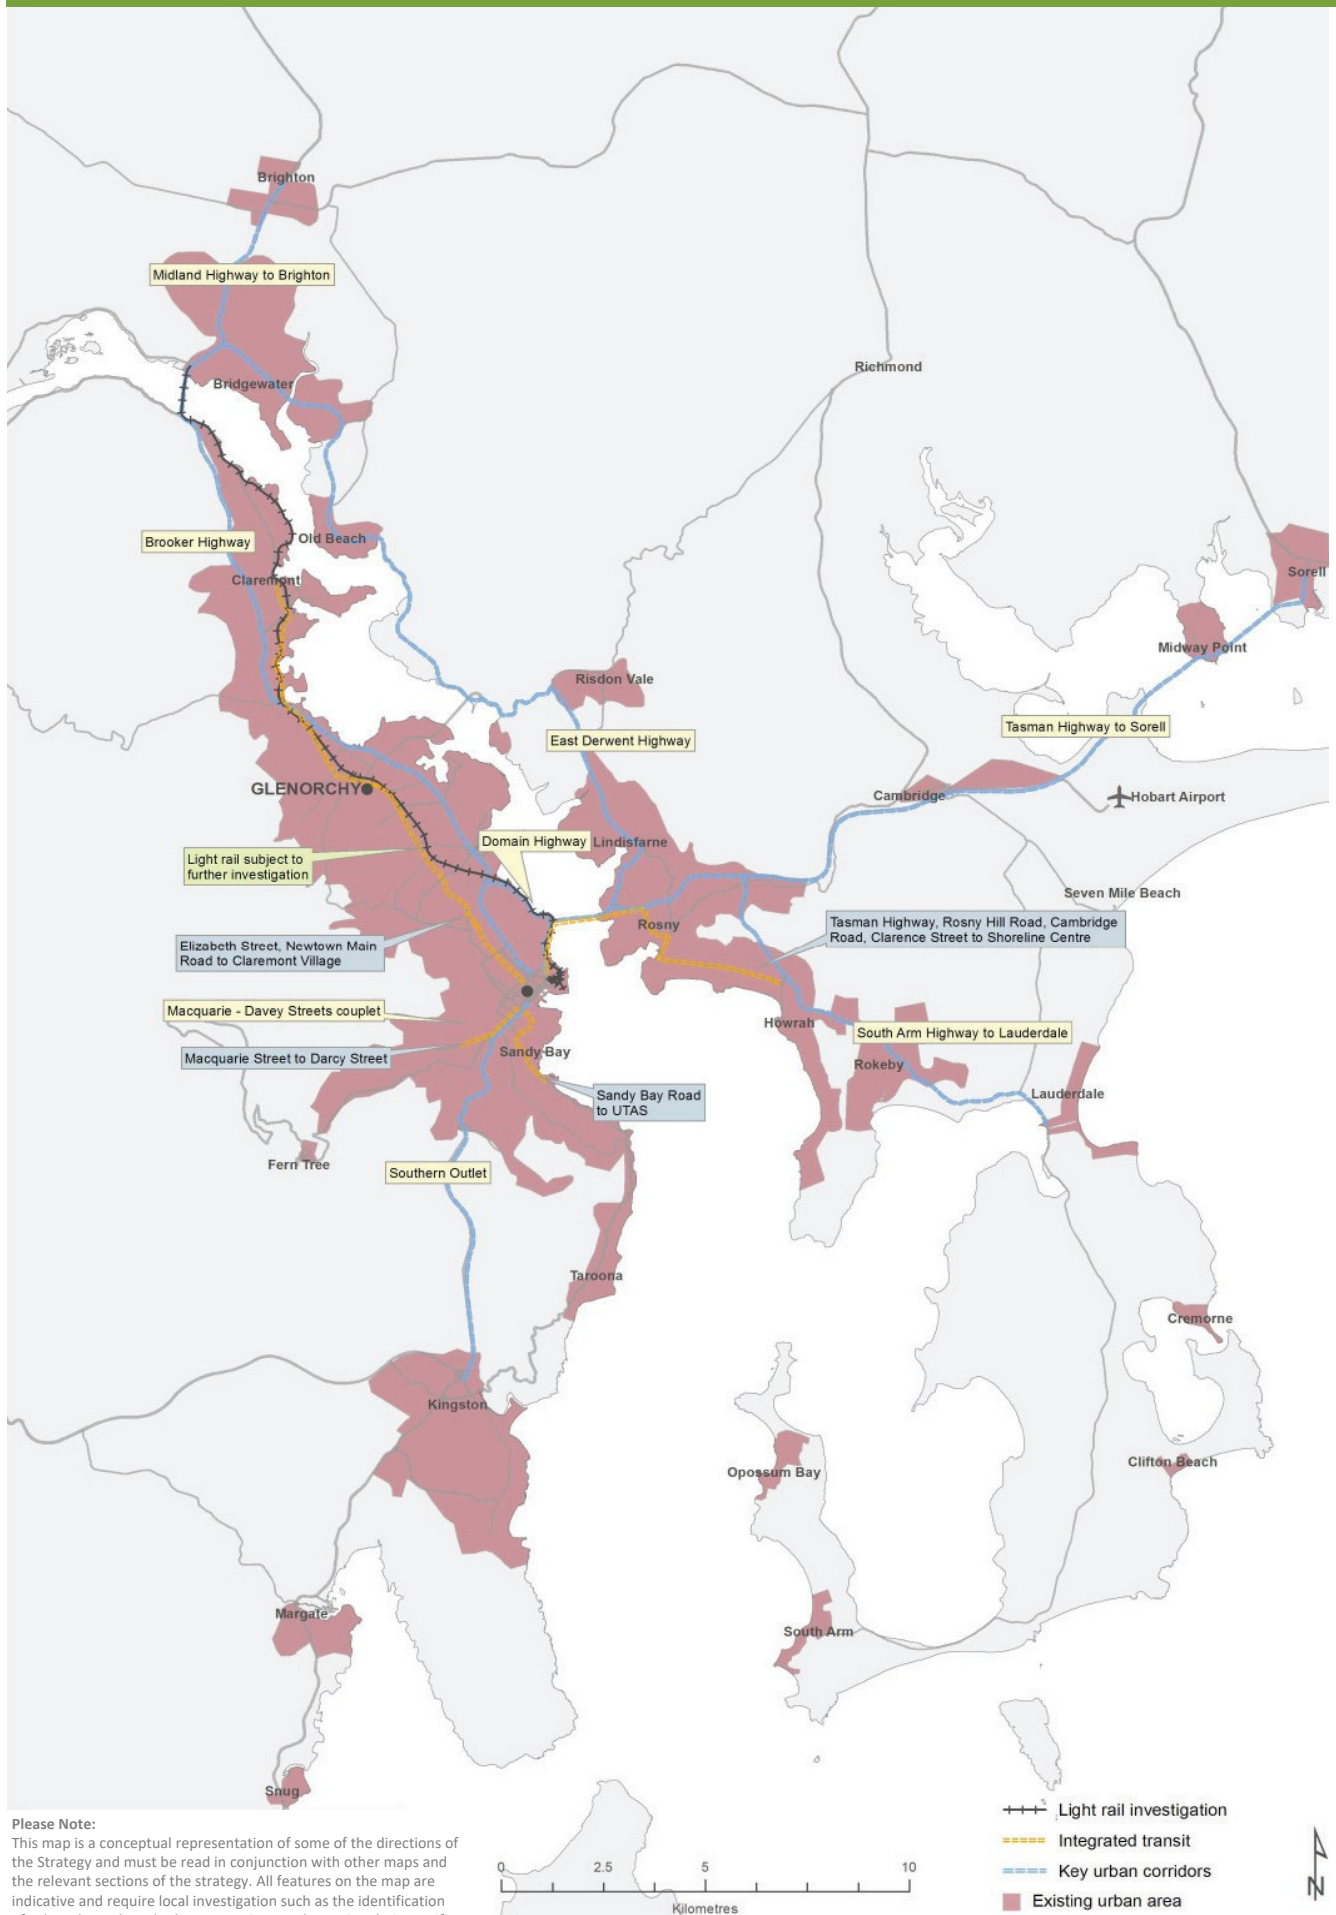 Brighton
Midland Highway to Brighton
Richmond
Bridgewater
Brooker Highway
Old Beach
Claremont
Sorell
Midway Point
Risdon Vale
Tasman Highway to Sorell
East Derwent Highway
GLENORCHY
Cambridge
Hobart Airport
Domain Highway
Lindisfarne
Light rail subject to
further investigation
Seven Mile Beach
Rosny
Tasman Highway, Rosny Hill Road, Cambridge
Road, Clarence Street to Shoreline Centre
Elizabeth Street, Newtown Main
Road to Claremont Village
Macquarie - Davey Streets couplet
Howrah
South Arm Highway to Lauderdale
Macquarie Street to Darcy Street
Sandy Bay
Rokeby
Lauderdale
Sandy Bay Road
to UTAS
Fern Tree
Southern Outlet
Taroona
Cremorne
Kingston
Opossum Bay
Clifton Beach
Margate
South Arm
Snug
Please Note:
This map is a conceptual representation of some of the directions of
the Strategy and must be read in conjunction with other maps and
the relevant sections of the strategy. All features on the map are
indicative and require local investigation such as the identification
0 2.5 5 10
Kilometres
Light rail investigation
Integrated transit
Key urban corridors
Existing urban area
N